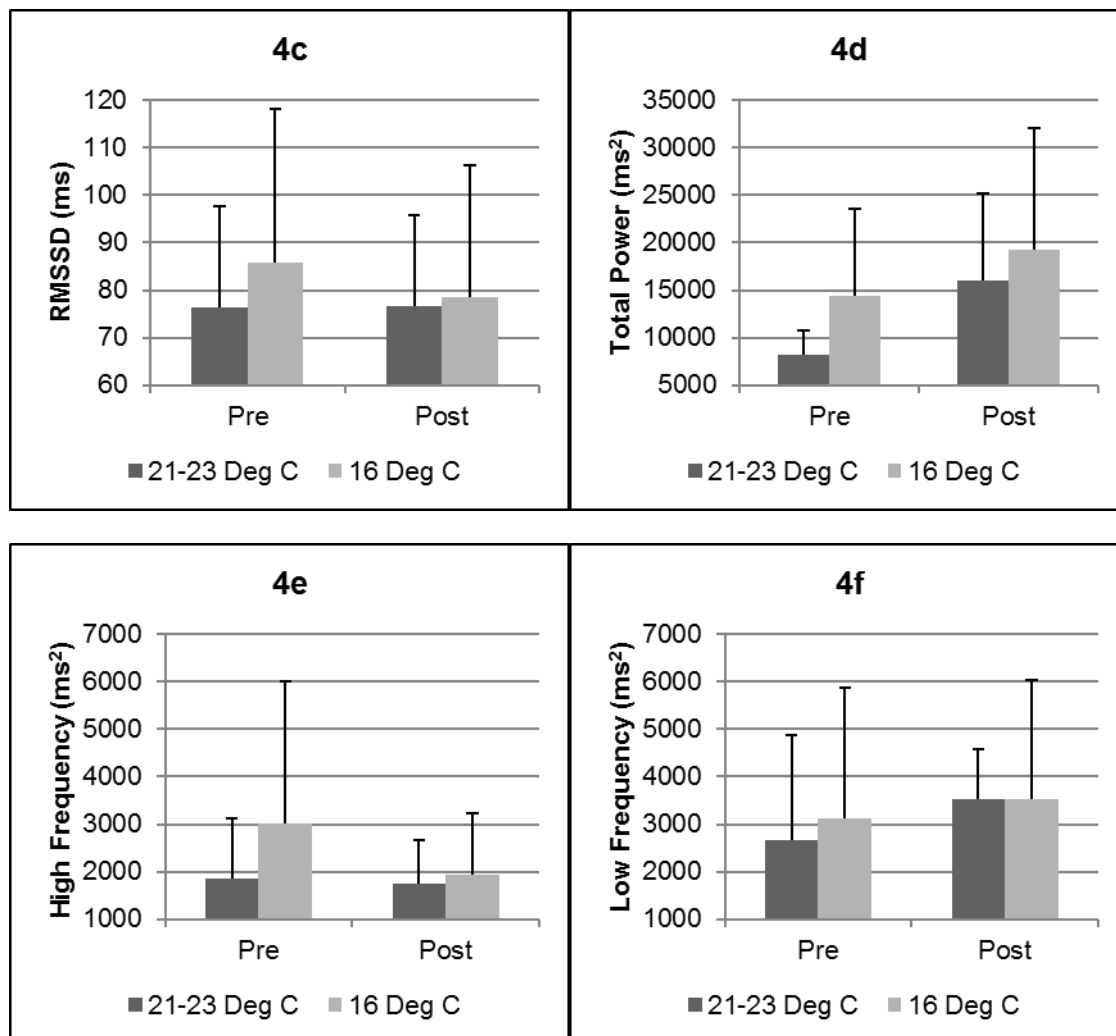 4c
RMSSD (ms)
120
110
100
90
80
70
60
Pre Post
21-23 Deg C 16 Deg C
4d
Total Power (ms²)
35000
30000
25000
20000
15000
10000
5000
Pre Post
21-23 Deg C 16 Deg C
4e
High Frequency (ms²)
7000
6000
5000
4000
3000
2000
1000
Pre Post
21-23 Deg C 16 Deg C
4f
Low Frequency (ms²)
7000
6000
5000
4000
3000
2000
1000
Pre Post
21-23 Deg C 16 Deg C